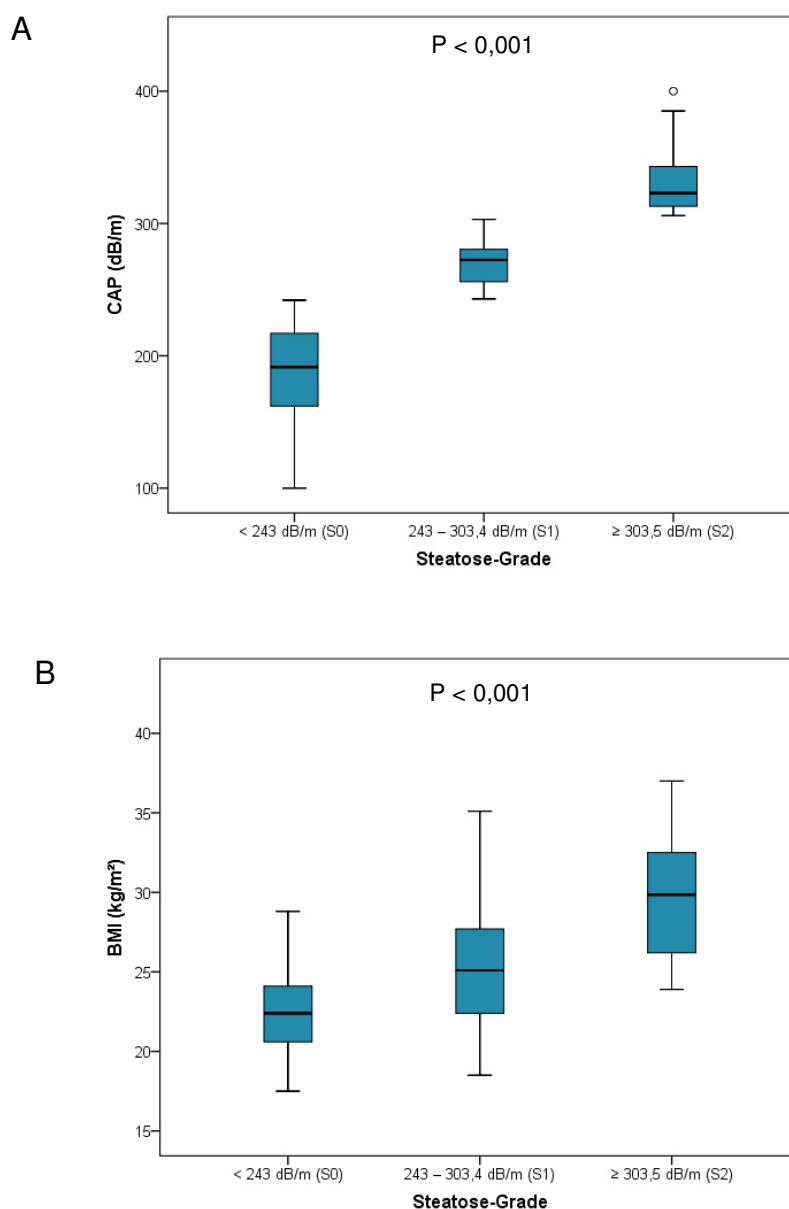 A
P < 0,001
400
300
200
100
CAP (dB/m)
< 243 dB/m (S0)
243 – 303,4 dB/m (S1)
≥ 303,5 dB/m (S2)
Steatose-Grade
B
P < 0,001
40
35
30
25
20
15
BMI (kg/m²)
< 243 dB/m (S0)
243 – 303,4 dB/m (S1)
≥ 303,5 dB/m (S2)
Steatose-Grade